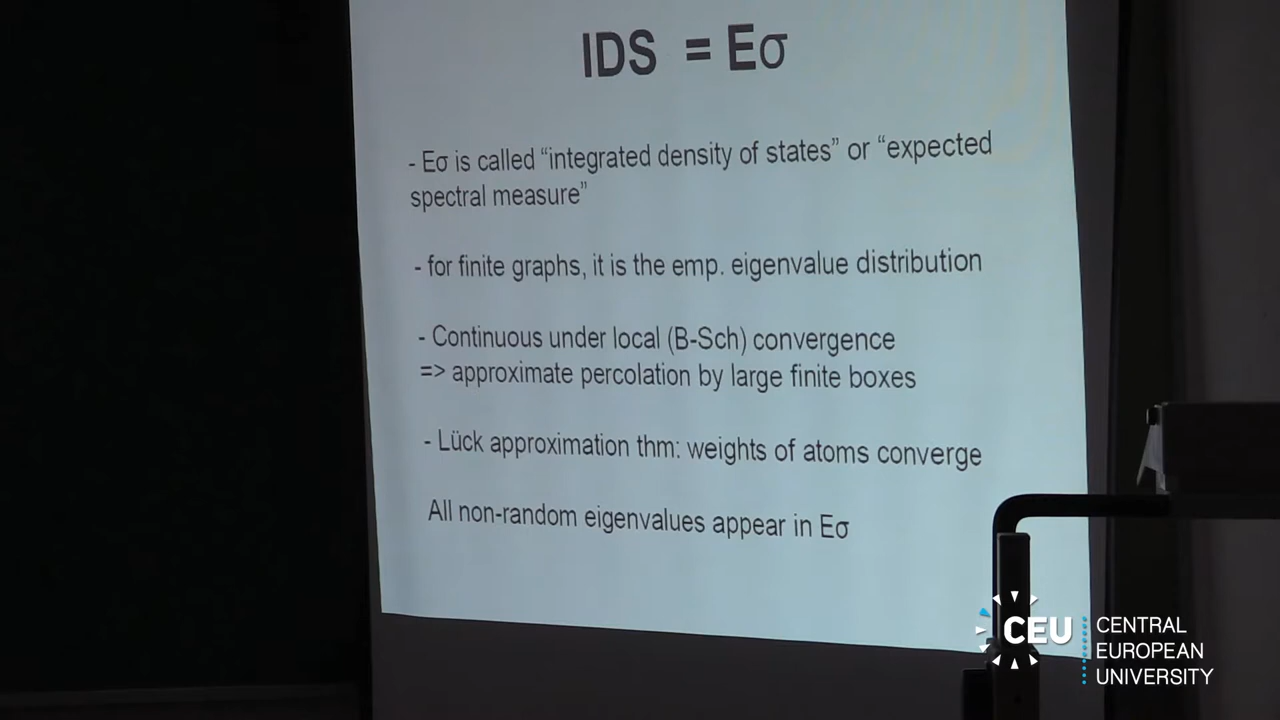 IDS = Eσ
- Eσ is called “integrated density of states” or “expected
spectral measure”
- for finite graphs, it is the emp. eigenvalue distribution
- Continuous under local (B-Sch) convergence
=> approximate percolation by large finite boxes
- Lück approximation thm: weights of atoms converge
All non-random eigenvalues appear in Eσ
CEU
CENTRAL
EUROPEAN
UNIVERSITY